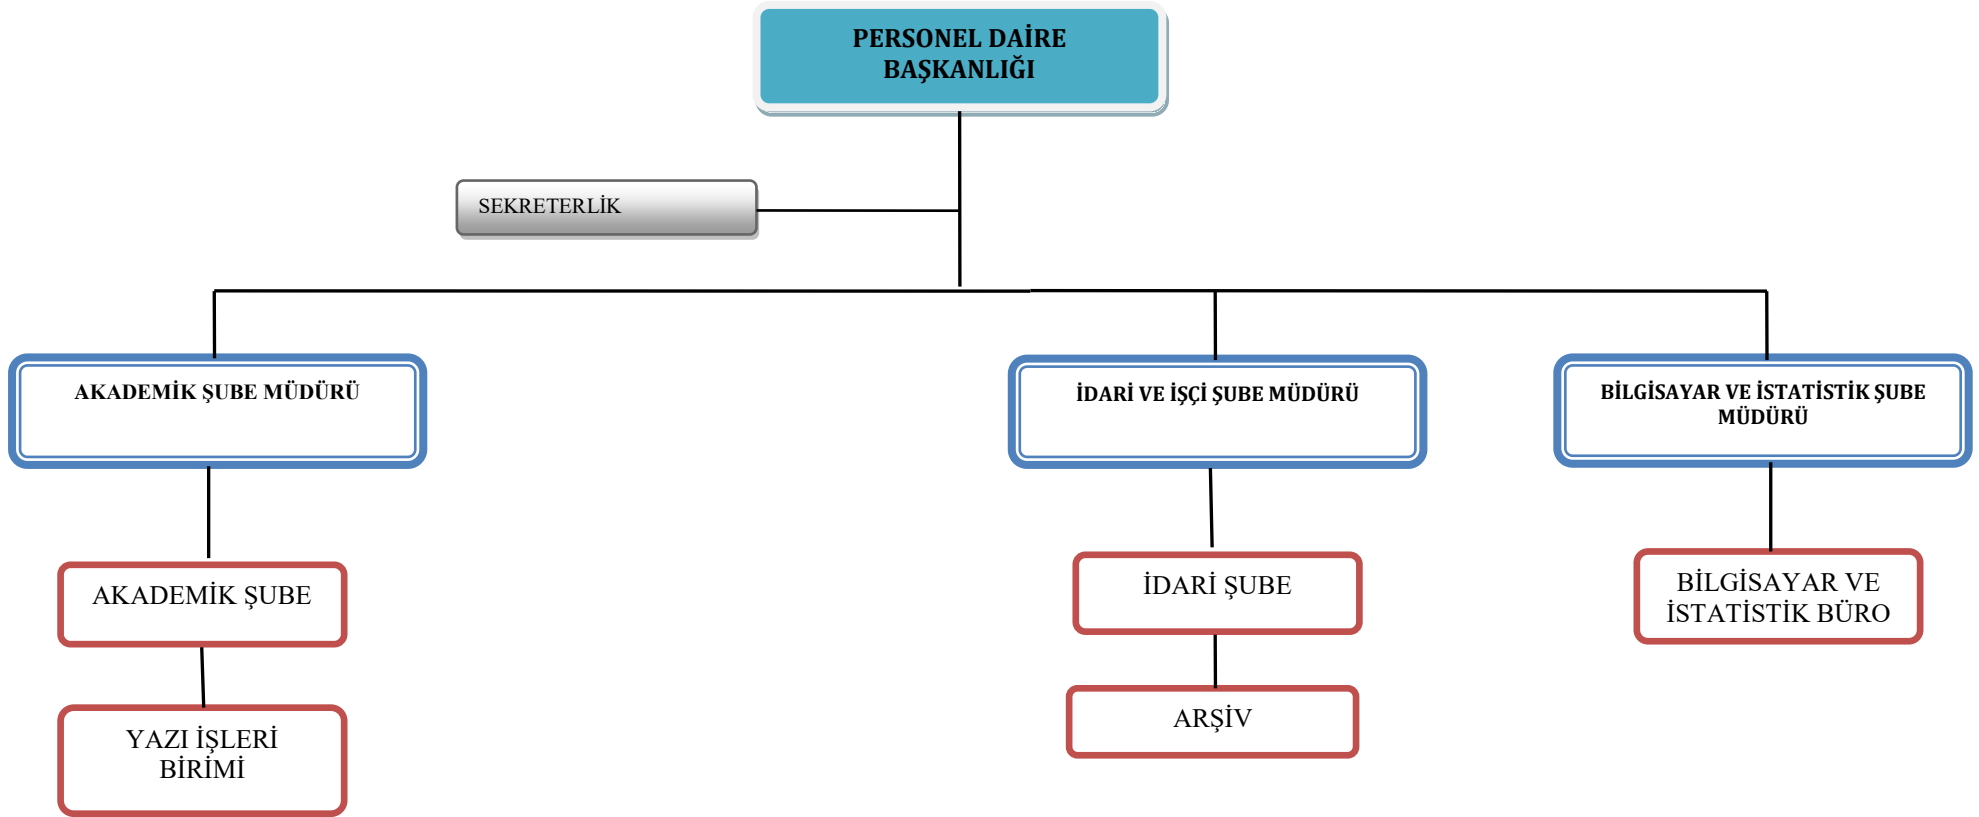 PERSONEL DAİRE
BAŞKANLIĞI
SEKRETERLİK
AKADEMİK ŞUBE MÜDÜRÜ
İDARİ VE İŞÇİ ŞUBE MÜDÜRÜ
BİLGİSAYAR VE İSTATİSTİK ŞUBE
MÜDÜRÜ
AKADEMİK ŞUBE
İDARİ ŞUBE
BİLGİSAYAR VE
İSTATİSTİK BÜRO
YAZI İŞLERİ
BİRİMİ
ARŞİV